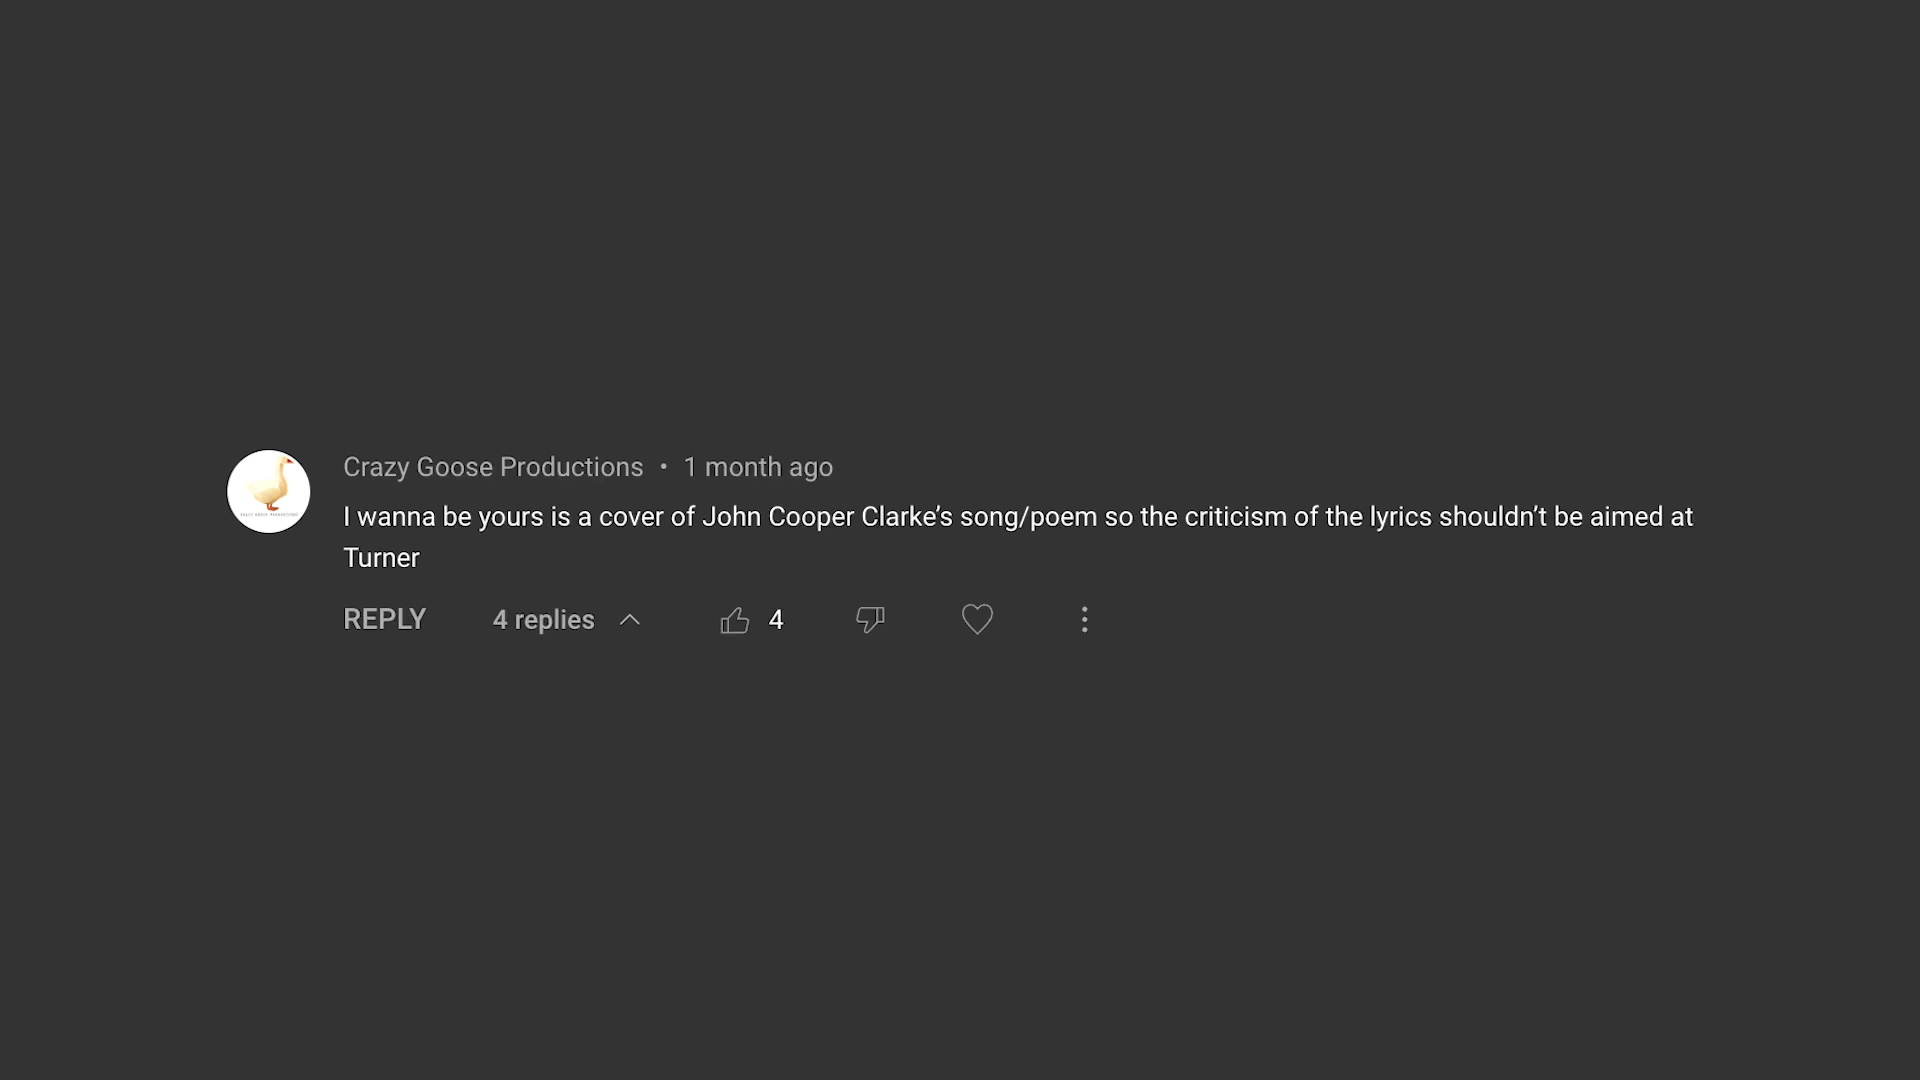 Crazy Goose Productions • 1 month ago
I wanna be yours is a cover of John Cooper Clarke’s song/poem so the criticism of the lyrics shouldn’t be aimed at
Turner
REPLY 4 replies 4